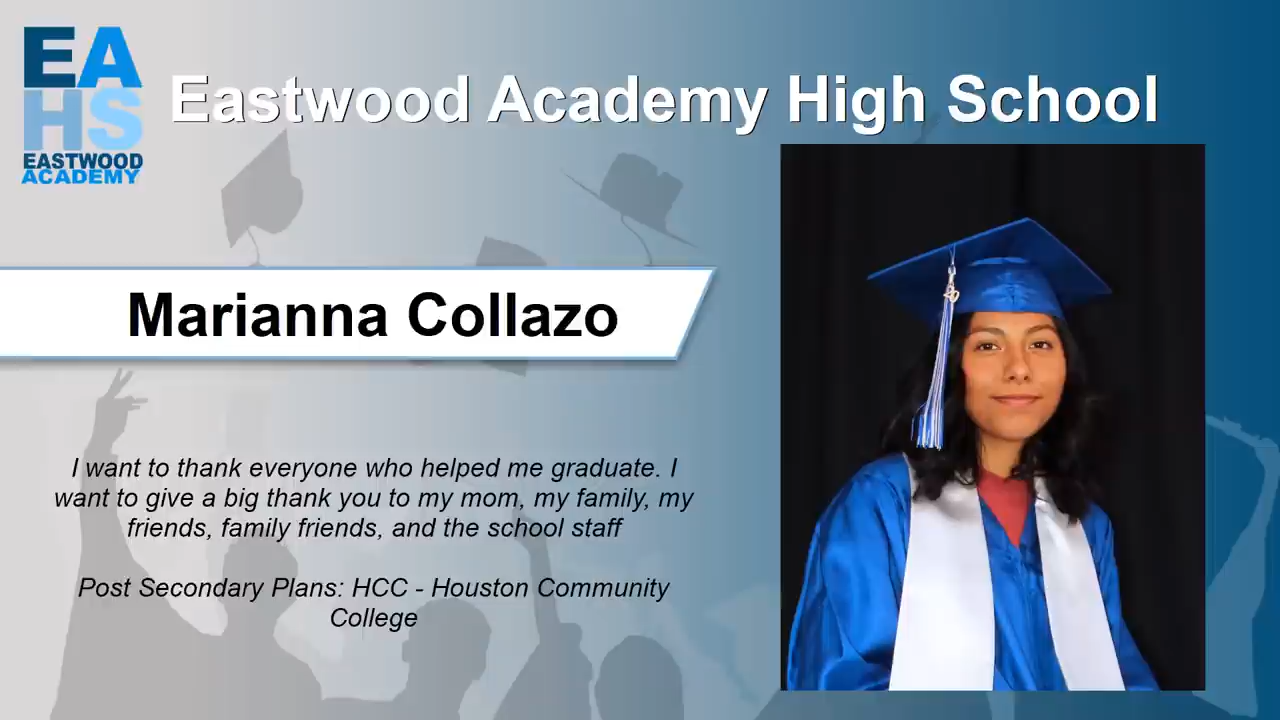 EA
HS
EASTWOOD
ACADEMY
Eastwood Academy High School
Marianna Collazo
I want to thank everyone who helped me graduate. I
want to give a big thank you to my mom, my family, my
friends, family friends, and the school staff
Post Secondary Plans: HCC - Houston Community
College